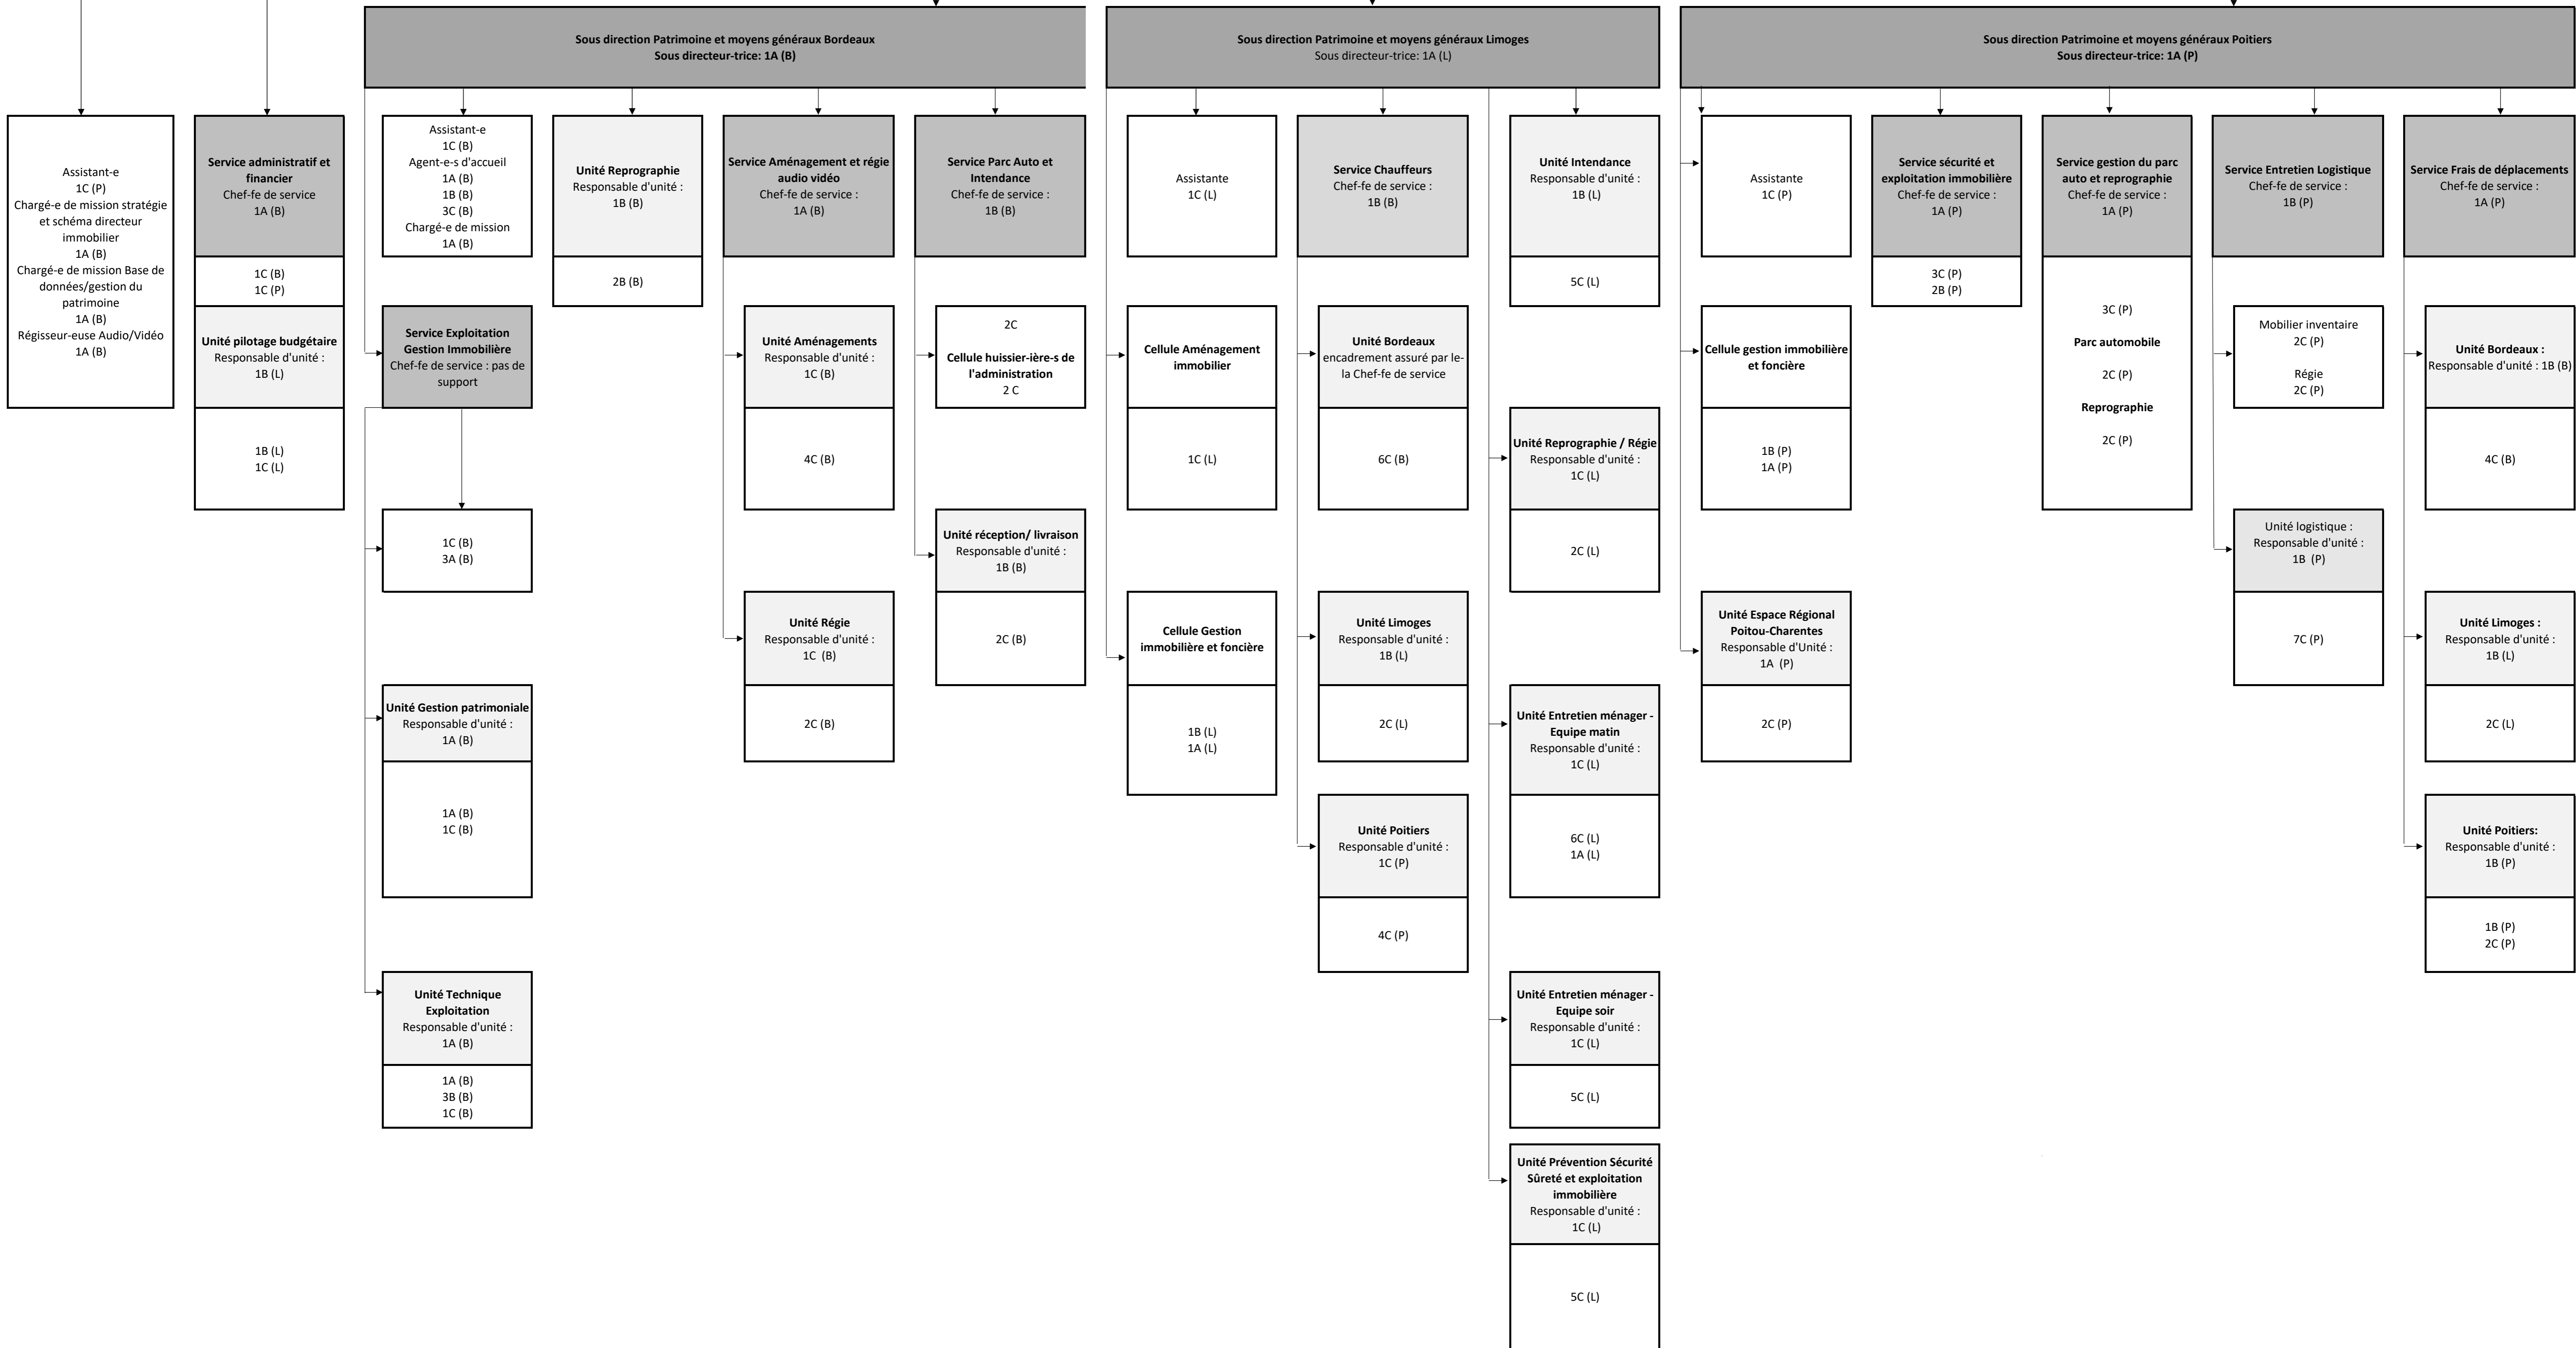 Sous direction Patrimoine et moyens généraux Bordeaux
Sous directeur-trice: 1A (B)
Sous direction Patrimoine et moyens généraux Limoges
Sous directeur-trice: 1A (L)
Sous direction Patrimoine et moyens généraux Poitiers
Sous directeur-trice: 1A (P)
Assistant-e
1C (P)
Chargé-e de mission stratégie
et schéma directeur
immobilier
1A (B)
Chargé-e de mission Base de
données/gestion du
patrimoine
1A (B)
Régisseur-euse Audio/Vidéo
1A (B)
Service administratif et
financier
Chef-fe de service
1A (B)
1C (B)
1C (P)
Unité pilotage budgétaire
Responsable d'unité :
1B (L)
1B (L)
1C (L)
Assistant-e
1C (B)
Agent-e-s d'accueil
1A (B)
1B (B)
3C (B)
Chargé-e de mission
1A (B)
Service Exploitation
Gestion Immobilière
Chef-fe de service : pas de
support
1C (B)
3A (B)
Unité Gestion patrimoniale
Responsable d'unité :
1A (B)
1A (B)
1C (B)
Unité Technique
Exploitation
Responsable d'unité :
1A (B)
1A (B)
3B (B)
1C (B)
Unité Reprographie
Responsable d'unité :
1B (B)
2B (B)
Service Aménagement et régie
audio vidéo
Chef-fe de service :
1A (B)
Unité Aménagements
Responsable d'unité :
1C (B)
4C (B)
Unité Régie
Responsable d'unité :
1C (B)
2C (B)
Service Parc Auto et
Intendance
Chef-fe de service :
1B (B)
2C
Cellule huissier-ière-s de
l'administration
2 C
Unité réception/ livraison
Responsable d'unité :
1B (B)
2C (B)
Assistante
1C (L)
Cellule Aménagement
immobilier
1C (L)
Cellule Gestion
immobilière et foncière
1B (L)
1A (L)
Service Chauffeurs
Chef-fe de service :
1B (B)
Unité Bordeaux
encadrement assuré par le-
la Chef-fe de service
6C (B)
Unité Limoges
Responsable d'unité :
1B (L)
2C (L)
Unité Poitiers
Responsable d'unité :
1C (P)
4C (P)
Unité Intendance
Responsable d'unité :
1B (L)
5C (L)
Unité Reprographie / Régie
Responsable d'unité :
1C (L)
2C (L)
Unité Entretien ménager -
Equipe matin
Responsable d'unité :
1C (L)
6C (L)
1A (L)
Unité Entretien ménager -
Equipe soir
Responsable d'unité :
1C (L)
5C (L)
Unité Prévention Sécurité
Sûreté et exploitation
immobilière
Responsable d'unité :
1C (L)
5C (L)
Assistante
1C (P)
Cellule gestion immobilière
et foncière
1B (P)
1A (P)
Unité Espace Régional
Poitou-Charentes
Responsable d'Unité :
1A (P)
2C (P)
Service sécurité et
exploitation immobilière
Chef-fe de service :
1A (P)
3C (P)
2B (P)
Service gestion du parc
auto et reprographie
Chef-fe de service :
1A (P)
3C (P)
Parc automobile
2C (P)
Reprographie
2C (P)
Service Entretien Logistique
Chef-fe de service :
1B (P)
Mobilier inventaire
2C (P)
Régie
2C (P)
Unité logistique :
Responsable d'unité :
1B (P)
7C (P)
Service Frais de déplacements
Chef-fe de service :
1A (P)
Unité Bordeaux :
Responsable d'unité : 1B (B)
4C (B)
Unité Limoges :
Responsable d'unité :
1B (L)
2C (L)
Unité Poitiers:
Responsable d'unité :
1B (P)
1B (P)
2C (P)